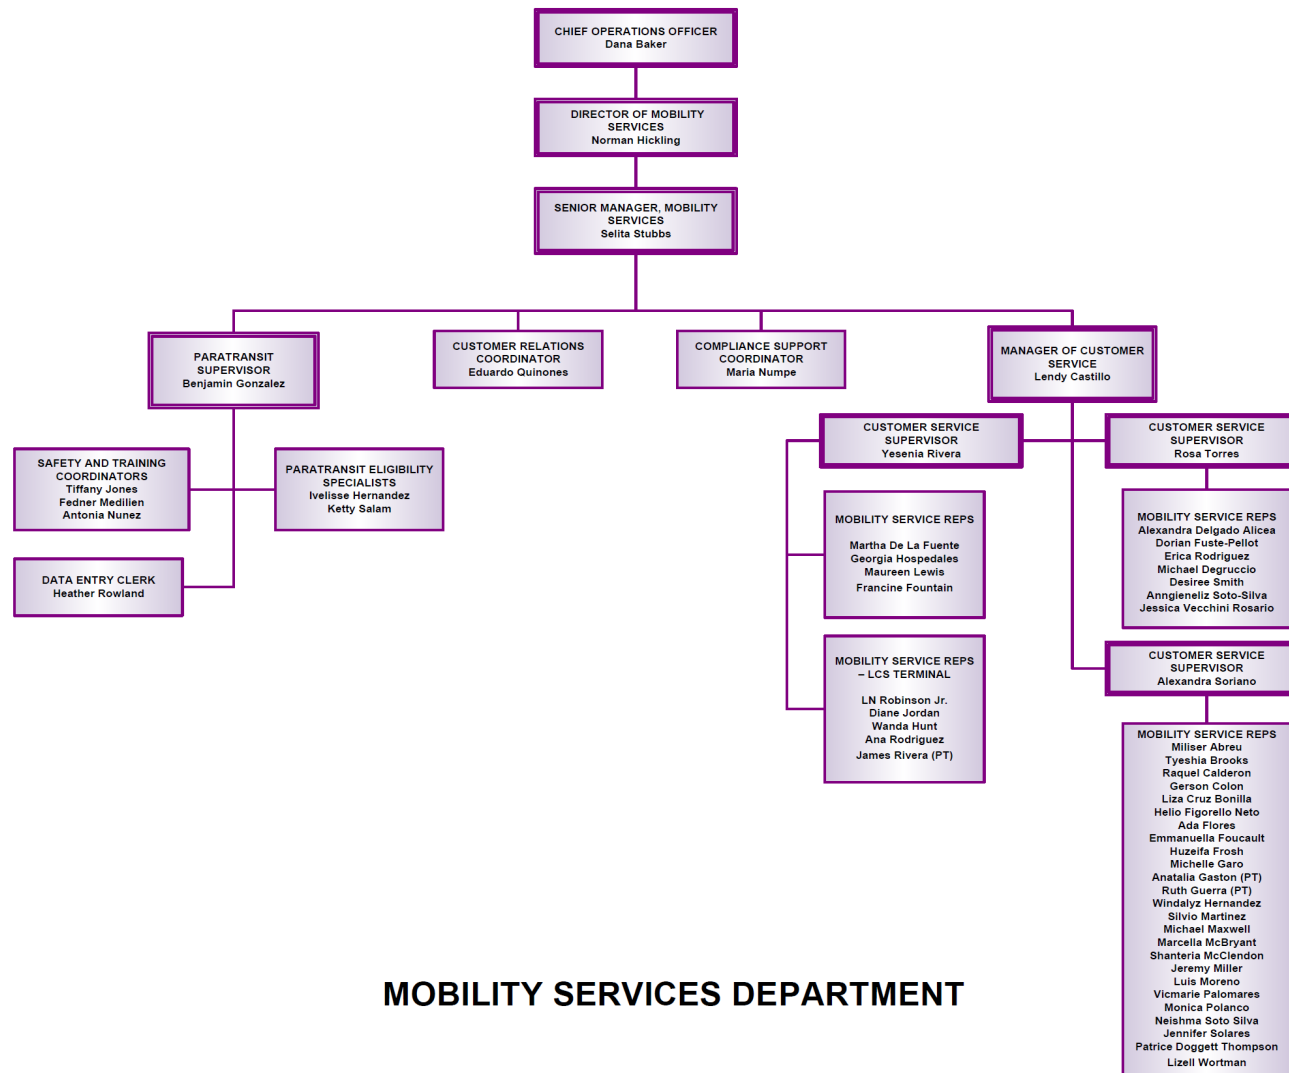 CHIEF OPERATIONS OFFICER
Dana Baker
DIRECTOR OF MOBILITY
SERVICES
Norman Hickling
SENIOR MANAGER, MOBILITY
SERVICES
Selita Stubbs
PARATRANSIT
SUPERVISOR
Benjamin Gonzalez
CUSTOMER RELATIONS
COORDINATOR
Eduardo Quinones
COMPLIANCE SUPPORT
COORDINATOR
Maria Numpe
MANAGER OF CUSTOMER
SERVICE
Lendy Castillo
SAFETY AND TRAINING
COORDINATORS
Tiffany Jones
Fedner Medilien
Antonia Nunez
PARATRANSIT ELIGIBILITY
SPECIALISTS
Ivelisse Hernandez
Ketty Salam
DATA ENTRY CLERK
Heather Rowland
CUSTOMER SERVICE
SUPERVISOR
Yesenia Rivera
MOBILITY SERVICE REPS
Martha De La Fuente
Georgia Hospedales
Maureen Lewis
Francine Fountain
MOBILITY SERVICE REPS
– LCS TERMINAL
LN Robinson Jr.
Diane Jordan
Wanda Hunt
Ana Rodriguez
James Rivera (PT)
CUSTOMER SERVICE
SUPERVISOR
Rosa Torres
MOBILITY SERVICE REPS
Alexandra Delgado Alicea
Dorian Fuste-Pellot
Erica Rodriguez
Michael Degruccio
Desiree Smith
Anngieneliz Soto-Silva
Jessica Vecchini Rosario
CUSTOMER SERVICE
SUPERVISOR
Alexandra Soriano
MOBILITY SERVICE REPS
Miliser Abreu
Tyeshia Brooks
Raquel Calderon
Gerson Colon
Liza Cruz Bonilla
Helio Figorello Neto
Ada Flores
Emmanuella Foucault
Huzeifa Frosh
Michelle Garo
Anatalia Gaston (PT)
Ruth Guerra (PT)
Windalyz Hernandez
Silvio Martinez
Michael Maxwell
Marcella McBryant
Shanteria McClendon
Jeremy Miller
Luis Moreno
Vicmarie Palomares
Monica Polanco
Neishma Soto Silva
Jennifer Solares
Patrice Doggett Thompson
Lizell Wortman
MOBILITY SERVICES DEPARTMENT